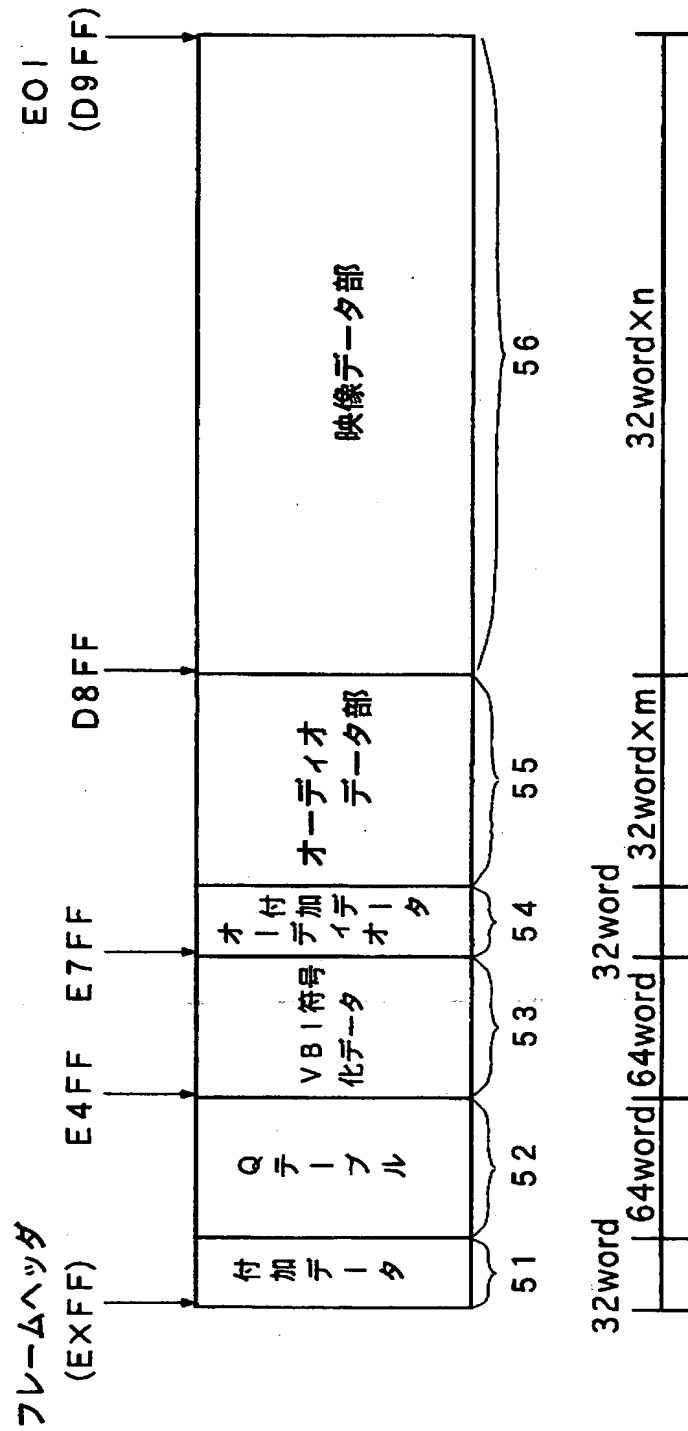 フレームヘッダ
(EXFF)
E4FF
E7FF
D8FF
EOI
(D9FF)
付加データ
Qテーブル
VBI符号
化データ
オーディオ
付加データ
オーディオ
データ部
映像データ部
51
52
53
54
55
56
32word
64word
64word
32word
32word×m
32word×n